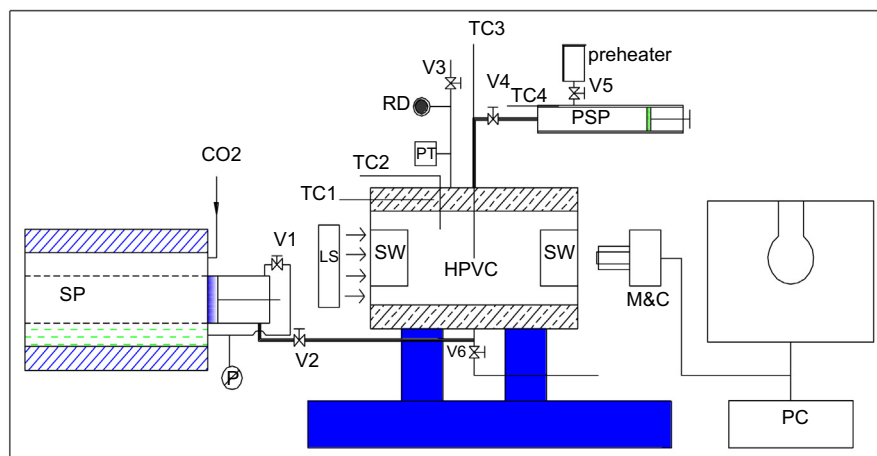 TC3
preheater
V3
V4
V5
RD
TC4
PSP
CO2
PT
TC2
TC1
V1
LS
SW
SW
SP
HPVC
M&C
V2
V6
P
PC